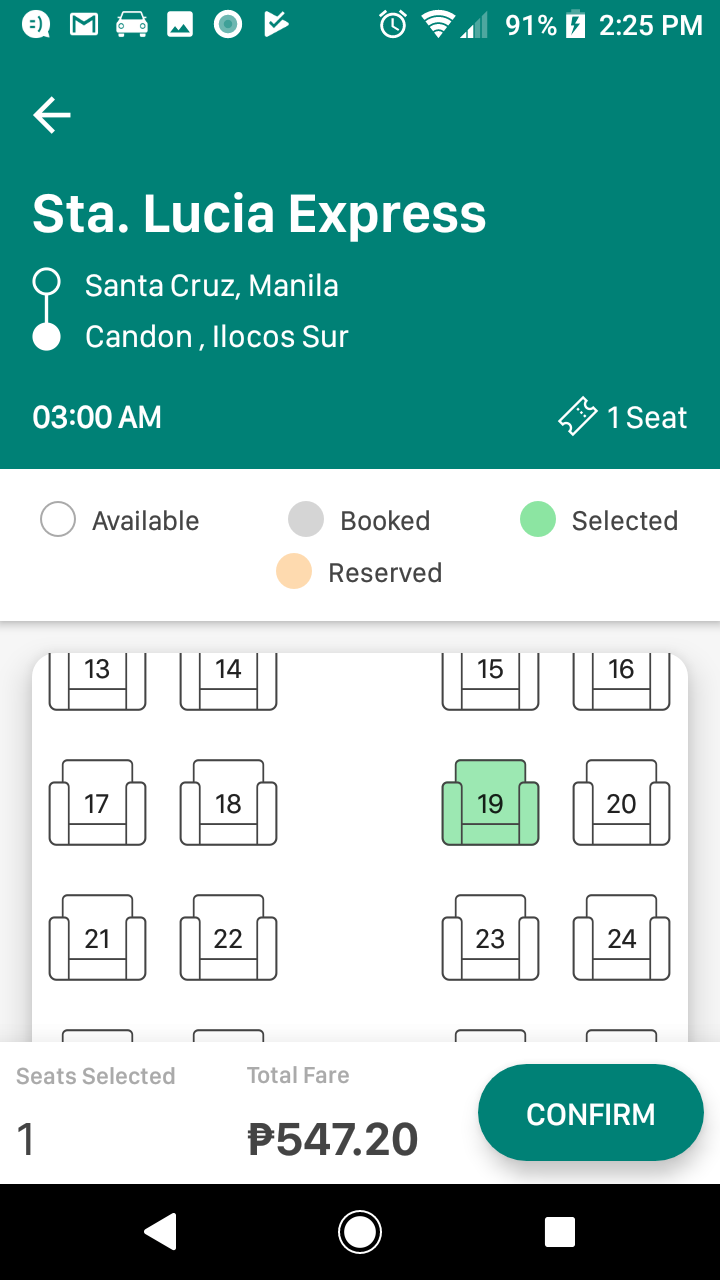 91% 2:25 PM
Sta. Lucia Express
Santa Cruz, Manila
Candon , Ilocos Sur
03:00 AM 1 Seat
Available Booked Selected
Reserved
13 14 15 16
17 18 19 20
21 22 23 24
Seats Selected Total Fare
1 ₱547.20 CONFIRM